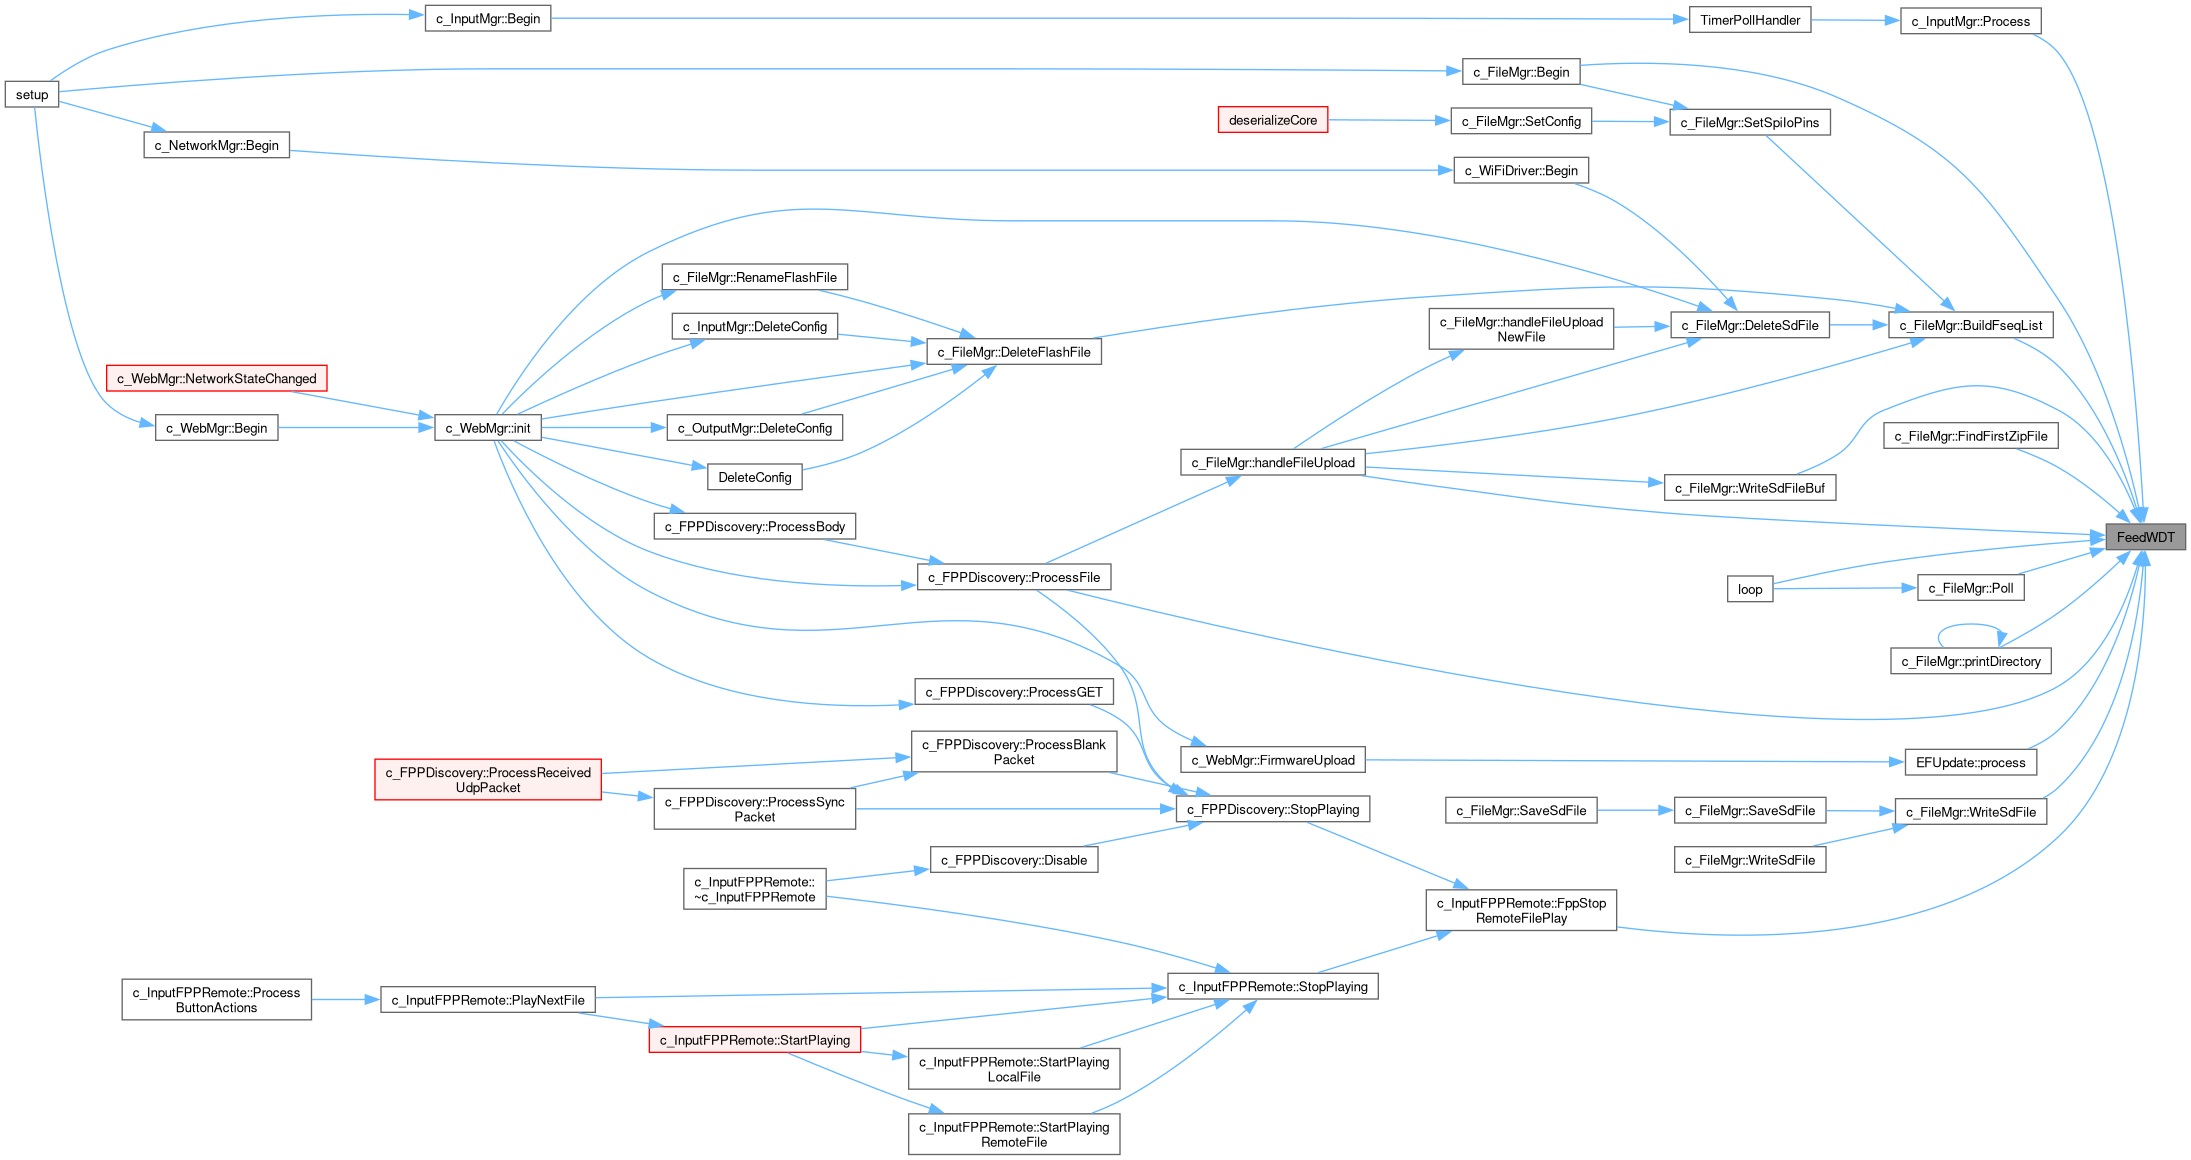 c_InputMgr::Begin
TimerPollHandler
c_InputMgr::Process
setup
c_FileMgr::Begin
deserializeCore
c_FileMgr::SetConfig
c_FileMgr::SetSpiIoPins
c_NetworkMgr::Begin
c_WiFiDriver::Begin
c_FileMgr::RenameFlashFile
c_InputMgr::DeleteConfig
c_FileMgr::handleFileUpload
NewFile
c_FileMgr::DeleteSdFile
c_FileMgr::BuildFseqList
c_FileMgr::DeleteFlashFile
c_WebMgr::NetworkStateChanged
c_WebMgr::Begin
c_WebMgr::init
c_OutputMgr::DeleteConfig
c_FileMgr::FindFirstZipFile
c_FileMgr::handleFileUpload
DeleteConfig
c_FileMgr::WriteSdFileBuf
c_FPPDiscovery::ProcessBody
FeedWDT
c_FPPDiscovery::ProcessFile
loop
c_FileMgr::Poll
c_FileMgr::printDirectory
c_FPPDiscovery::ProcessGET
c_FPPDiscovery::ProcessBlank
Packet
c_WebMgr::FirmwareUpload
EFUpdate::process
c_FPPDiscovery::ProcessReceived
UdpPacket
c_FPPDiscovery::ProcessSync
Packet
c_FPPDiscovery::StopPlaying
c_FileMgr::SaveSdFile
c_FileMgr::SaveSdFile
c_FileMgr::WriteSdFile
c_FPPDiscovery::Disable
c_FileMgr::WriteSdFile
c_InputFPPRemote::
~c_InputFPPRemote
c_InputFPPRemote::FppStop
RemoteFilePlay
c_InputFPPRemote::Process
ButtonActions
c_InputFPPRemote::PlayNextFile
c_InputFPPRemote::StopPlaying
c_InputFPPRemote::StartPlaying
c_InputFPPRemote::StartPlaying
LocalFile
c_InputFPPRemote::StartPlaying
RemoteFile